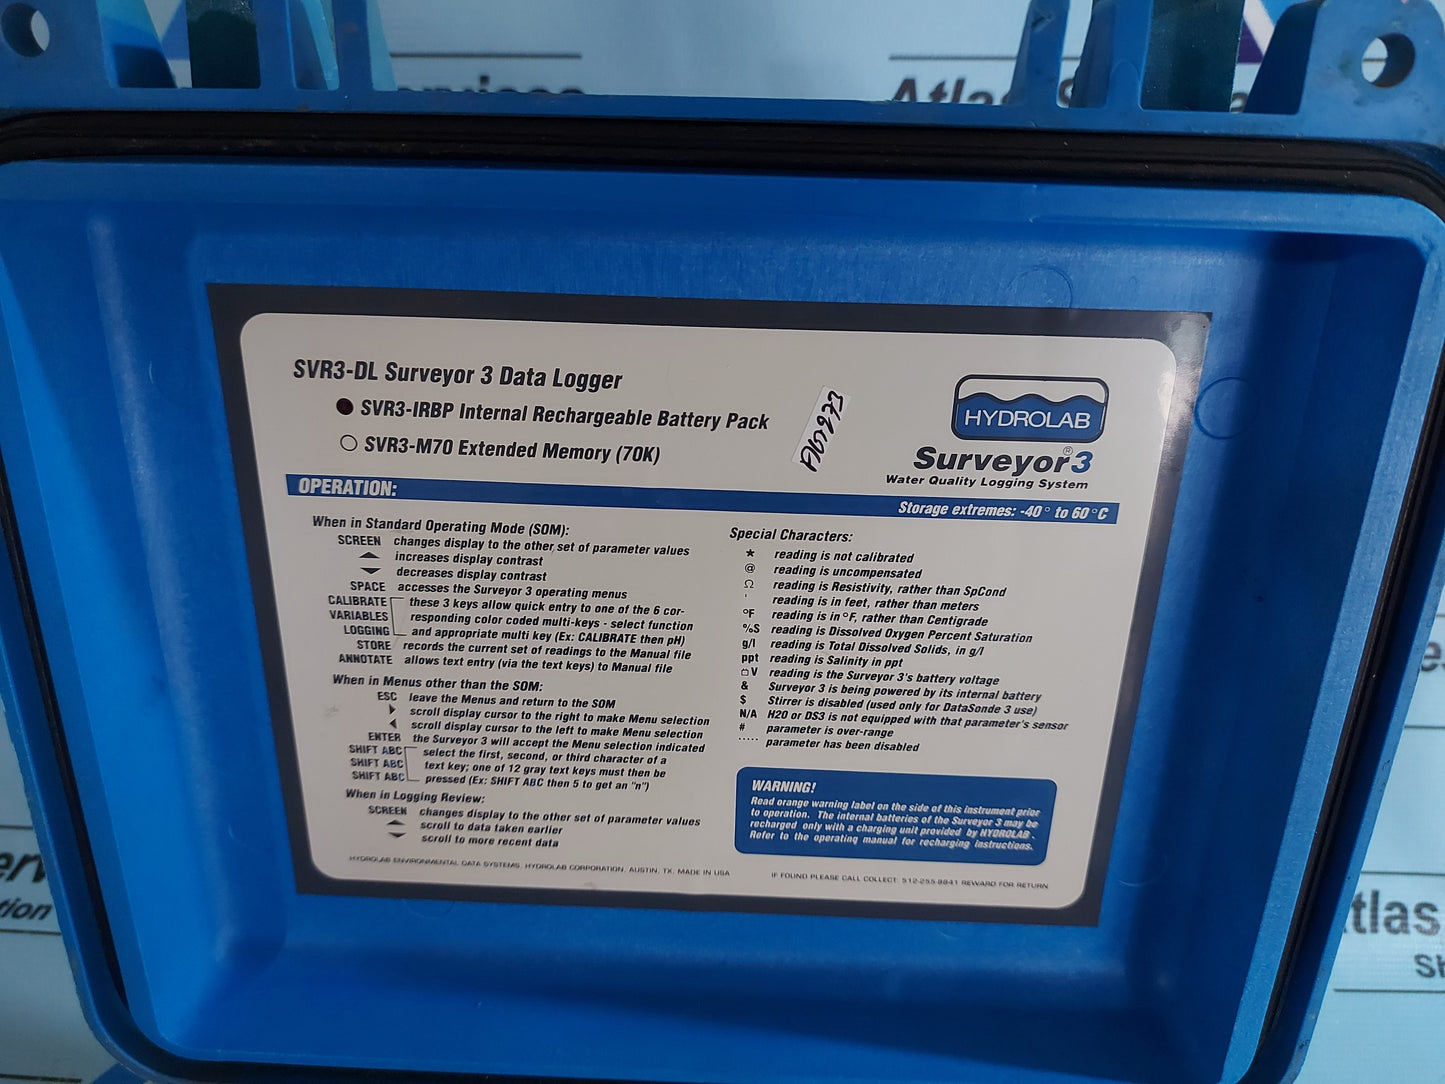 Atlas
SVR3-DL Surveyor 3 Data Logger
● SVR3-IRBP Internal Rechargeable Battery Pack
○ SVR3-M70 Extended Memory (70K)
HYDROLAB
Surveyor®3
Water Quality Logging System
OPERATION:
Storage extremes: -40° to 60°C
When in Standard Operating Mode (SOM):
SCREEN changes display to the other set of parameter values
▲ increases display contrast
▼ decreases display contrast
SPACE accesses the Surveyor 3 operating menus
CALIBRATE these 3 keys allow quick entry to one of the 6 cor-
VARIABLES responding color coded multi-keys - select function
LOGGING and appropriate multi key (Ex: CALIBRATE then pH)
STORE records the current set of readings to the Manual file
ANNOTATE allows text entry (via the text keys) to Manual file
When in Menus other than the SOM:
ESC leave the Menus and return to the SOM
▶ scroll display cursor to the right to make Menu selection
◀ scroll display cursor to the left to make Menu selection
ENTER the Surveyor 3 will accept the Menu selection indicated
SHIFT ABC select the first, second, or third character of a
SHIFT ABC text key; one of 12 gray text keys must then be
SHIFT ABC pressed (Ex: SHIFT ABC then 5 to get an "n")
When in Logging Review:
SCREEN changes display to the other set of parameter values
▲ scroll to data taken earlier
▼ scroll to more recent data
Special Characters:
★ reading is not calibrated
@ reading is uncompensated
Ω reading is Resistivity, rather than SpCond
' reading is in feet, rather than meters
°F reading is in °F, rather than Centigrade
%S reading is Dissolved Oxygen Percent Saturation
g/l reading is Total Dissolved Solids, in g/l
ppt reading is Salinity in ppt
V reading is the Surveyor 3's battery voltage
& Surveyor 3 is being powered by its internal battery
$ Stirrer is disabled (used only for DataSonde 3 use)
N/A H2O or DS3 is not equipped with that parameter's sensor
# parameter is over-range
..... parameter has been disabled
WARNING!
Read orange warning label on the side of this instrument prior
to operation. The internal batteries of the Surveyor 3 may be
recharged only with a charging unit provided by HYDROLAB.
Refer to the operating manual for recharging instructions.
HYDROLAB ENVIRONMENTAL DATA SYSTEMS, HYDROLAB CORPORATION, AUSTIN, TX, MADE IN USA
IF FOUND PLEASE CALL COLLECT: 512-255-8841 REWARD FOR RETURN